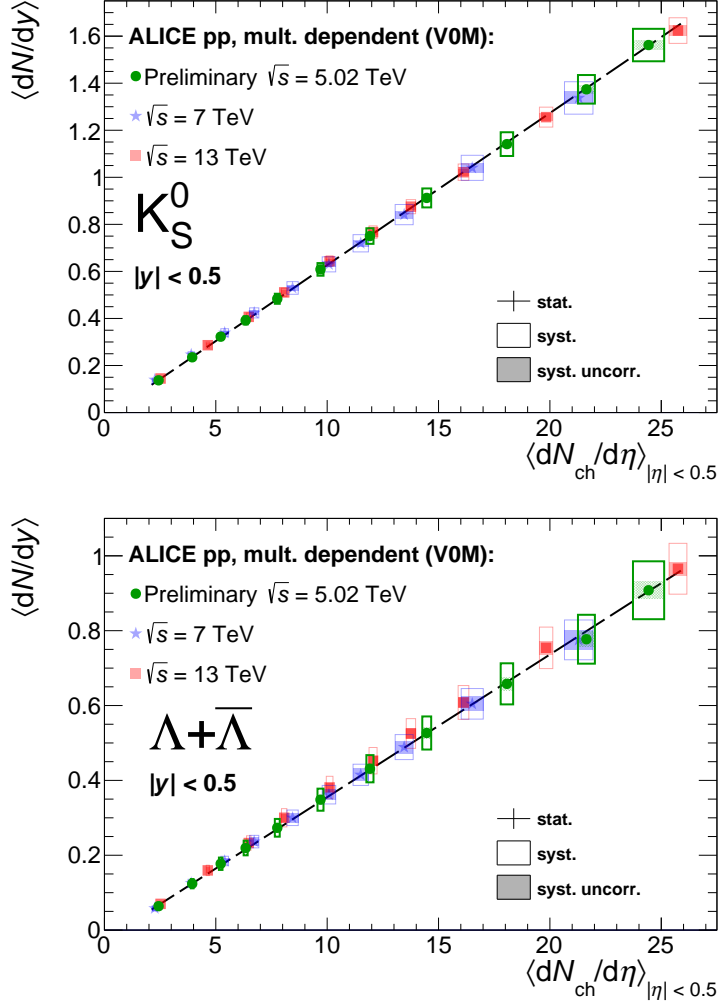 ⟨dN/dy⟩
1.6
1.4
1.2
1
0.8
0.6
0.4
0.2
0
ALICE pp, mult. dependent (V0M):
Preliminary √s = 5.02 TeV
√s = 7 TeV
√s = 13 TeV
K⁰_S
|y| < 0.5
stat.
syst.
syst. uncorr.
0 5 10 15 20 25
⟨dN_ch/dη⟩_|η| < 0.5
⟨dN/dy⟩
1
0.8
0.6
0.4
0.2
0
ALICE pp, mult. dependent (V0M):
Preliminary √s = 5.02 TeV
√s = 7 TeV
√s = 13 TeV
Λ+Λ̅
|y| < 0.5
stat.
syst.
syst. uncorr.
0 5 10 15 20 25
⟨dN_ch/dη⟩_|η| < 0.5